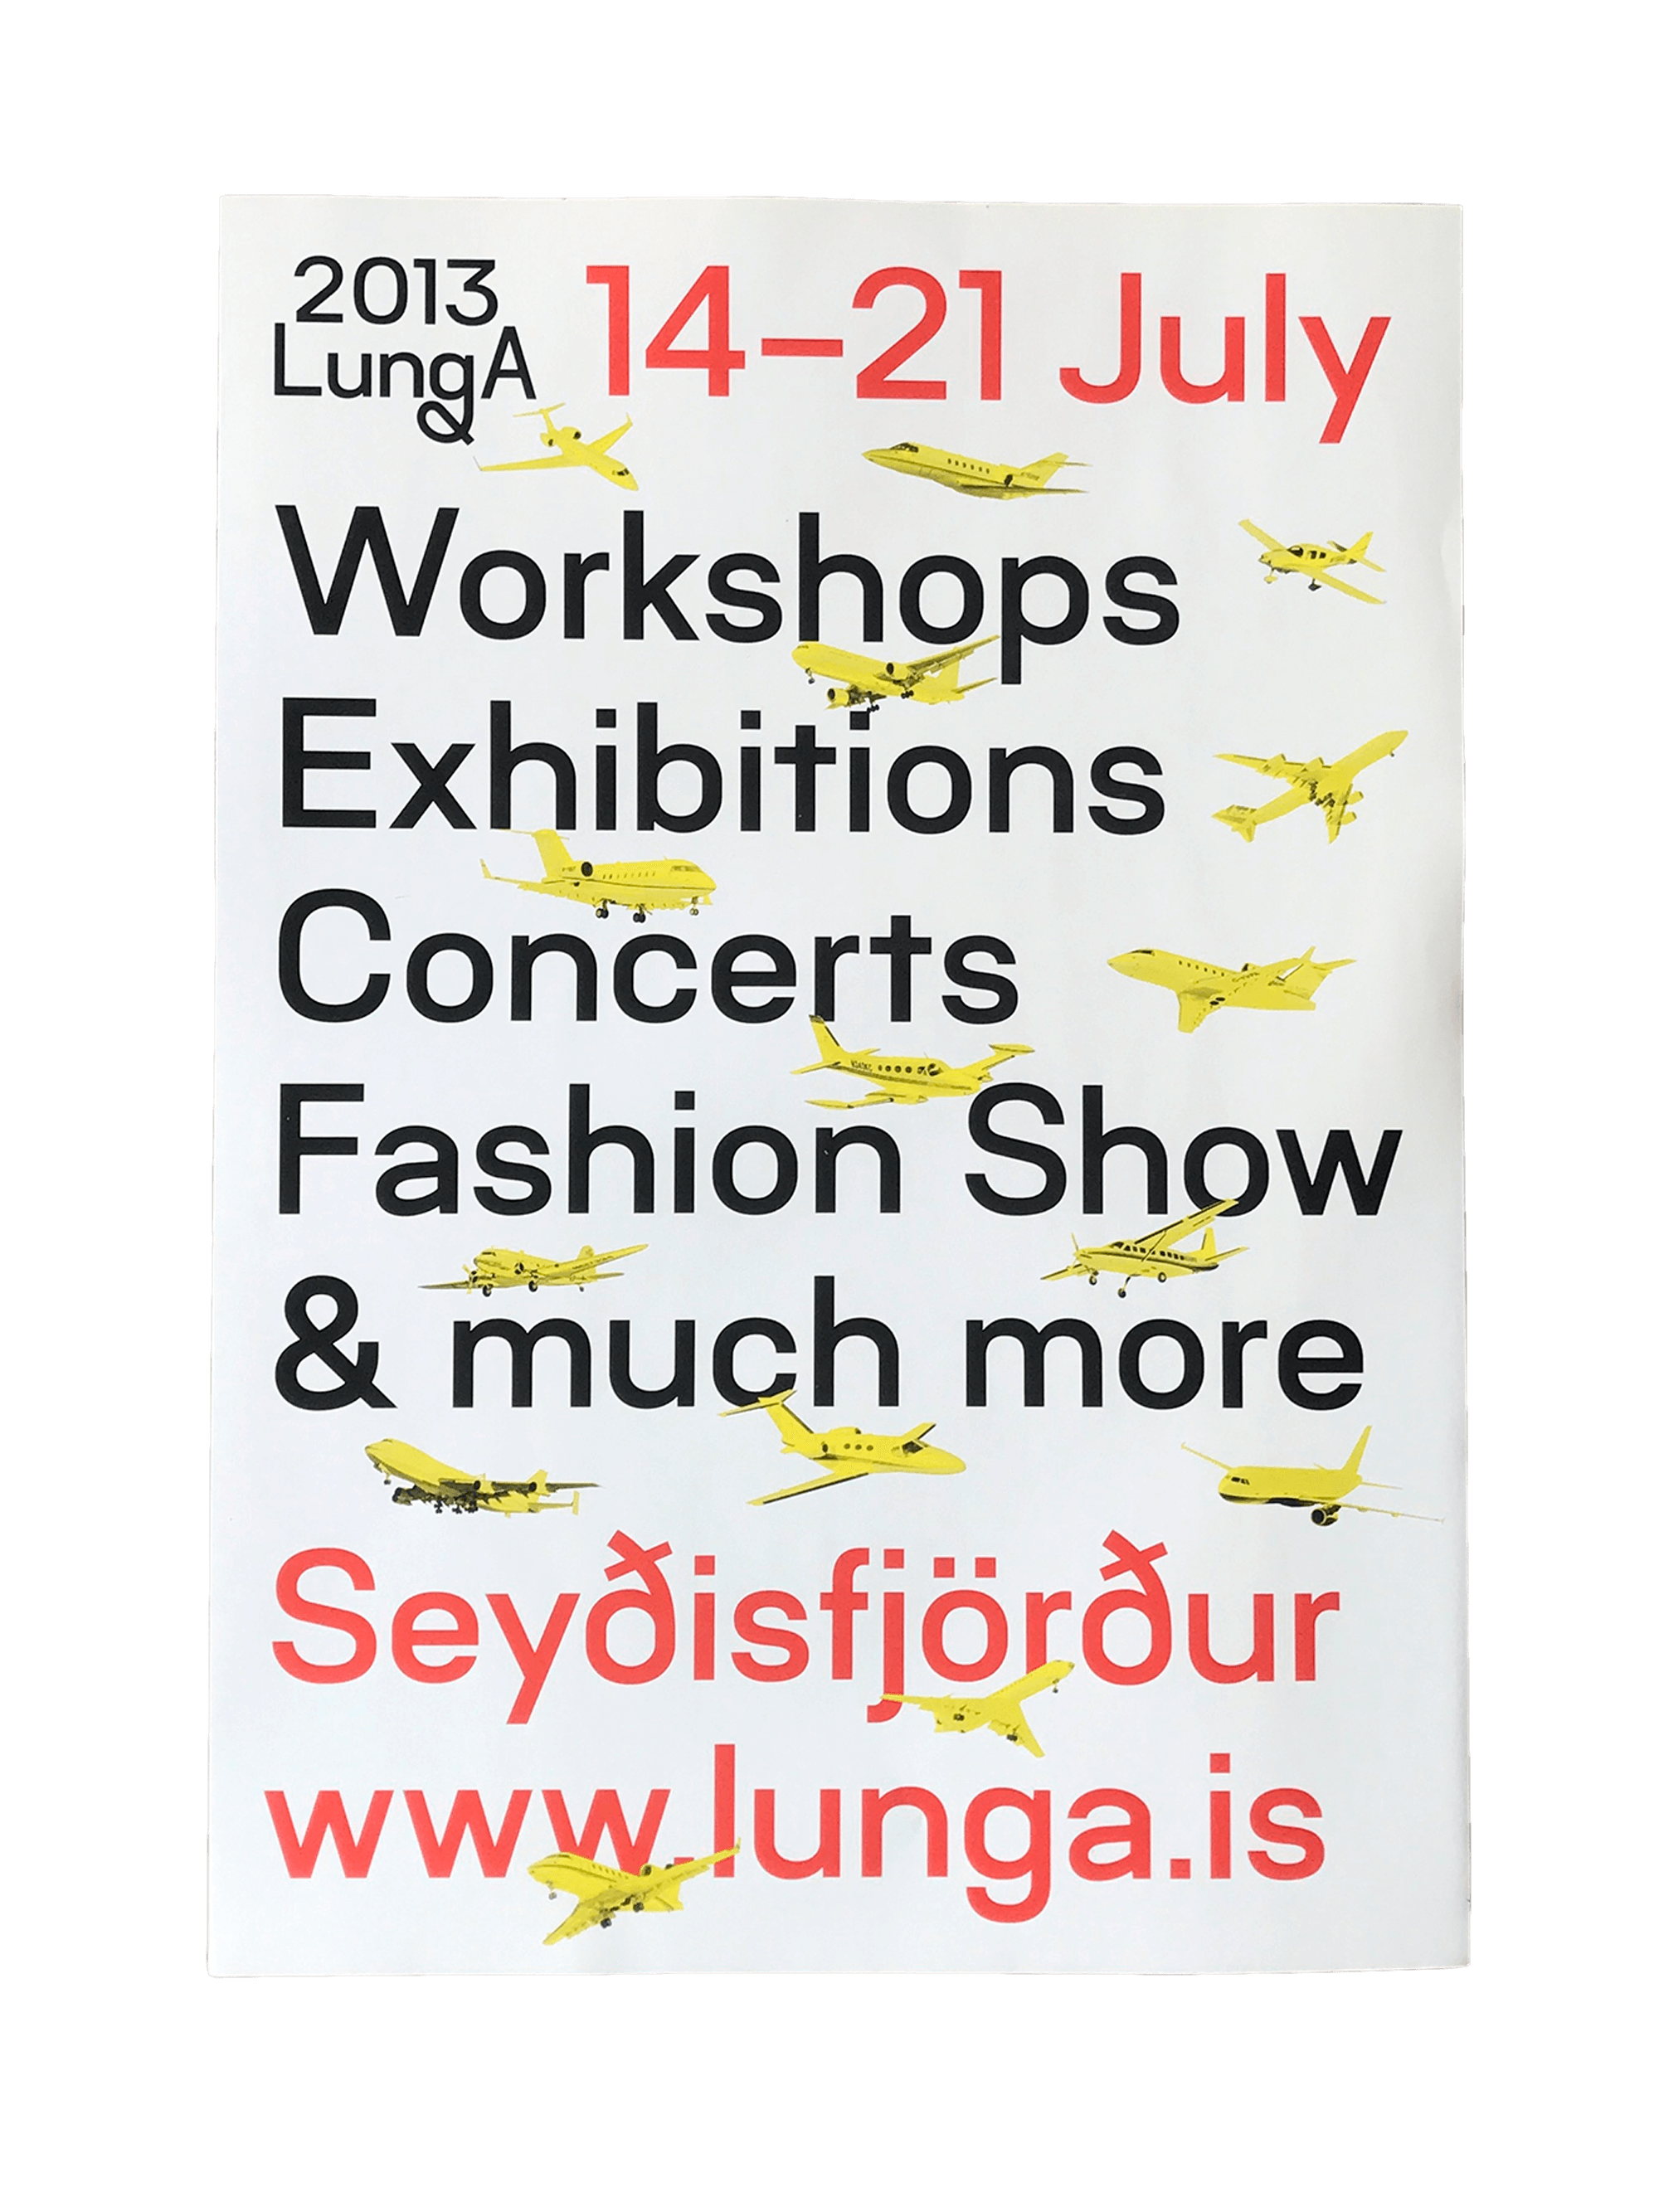 2013
LungA
14–21 July
Workshops
Exhibitions
Concerts
Fashion Show
& much more
Seyðisfjörður
www.lunga.is